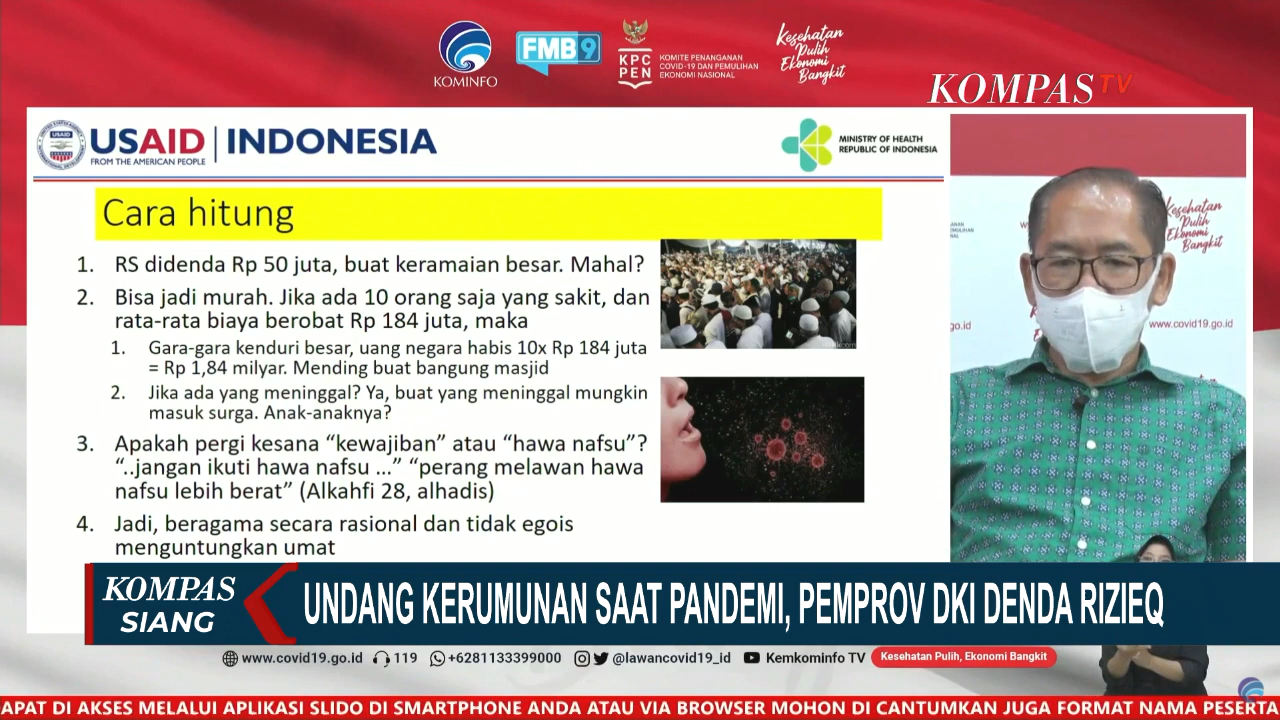 KOMINFO
FMB9
KPC
PEN
KOMITE PENANGANAN
COVID-19 DAN PEMULIHAN
EKONOMI NASIONAL
Kesehatan
Pulih
Ekonomi
Bangkit
KOMPAS TV
USAID
FROM THE AMERICAN PEOPLE
INDONESIA
MINISTRY OF HEALTH
REPUBLIC OF INDONESIA
Cara hitung
1. RS didenda Rp 50 juta, buat keramaian besar. Mahal?
2. Bisa jadi murah. Jika ada 10 orang saja yang sakit, dan
rata-rata biaya berobat Rp 184 juta, maka
1. Gara-gara kenduri besar, uang negara habis 10x Rp 184 juta
= Rp 1,84 milyar. Mending buat bangung masjid
2. Jika ada yang meninggal? Ya, buat yang meninggal mungkin
masuk surga. Anak-anaknya?
3. Apakah pergi kesana “kewajiban” atau “hawa nafsu”?
“..jangan ikuti hawa nafsu ...” “perang melawan hawa
nafsu lebih berat” (Alkahfi 28, alhadis)
4. Jadi, beragama secara rasional dan tidak egois
menguntungkan umat
Kesehatan
Pulih
Ekonomi
Bangkit
go.id
www.covid19.go.id
KOMPAS
SIANG
UNDANG KERUMUNAN SAAT PANDEMI, PEMPROV DKI DENDA RIZIEQ
www.covid19.go.id 119 +6281133399000 @lawancovid19_id Kemkominfo TV Kesehatan Pulih, Ekonomi Bangkit
APAT DI AKSES MELALUI APLIKASI SLIDO DI SMARTPHONE ANDA ATAU VIA BROWSER MOHON DI CANTUMKAN JUGA FORMAT NAMA PESERTA